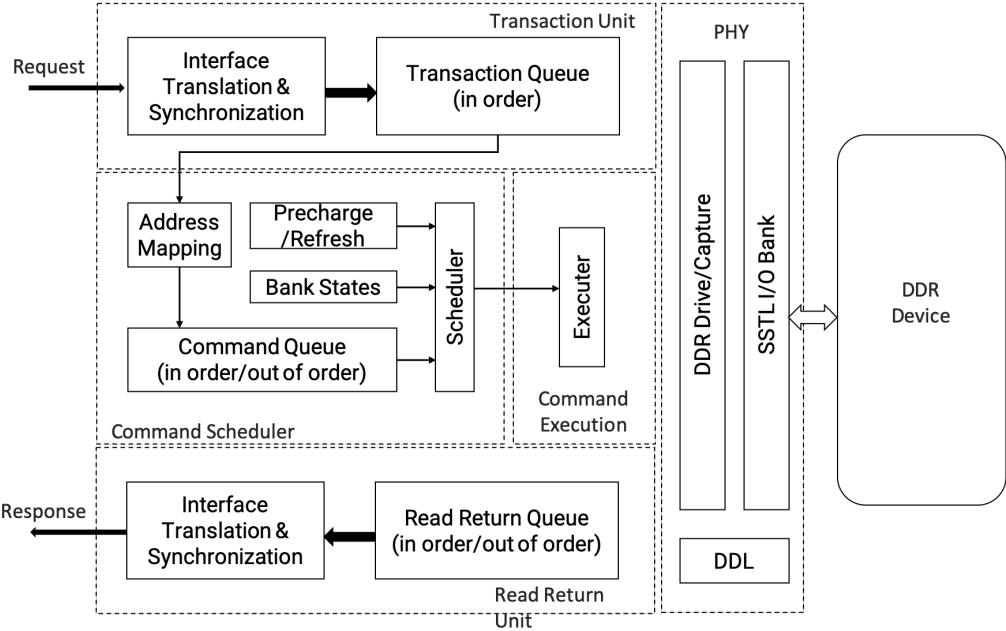 Transaction Unit
PHY
Request
Interface
Translation &
Synchronization
Transaction Queue
(in order)
Address
Mapping
Precharge
/Refresh
Bank States
Command Queue
(in order/out of order)
Scheduler
Executer
Command Scheduler
Command
Execution
DDR Drive/Capture
SSTL I/O Bank
DDR
Device
Response
Interface
Translation &
Synchronization
Read Return Queue
(in order/out of order)
Read Return
Unit
DDL